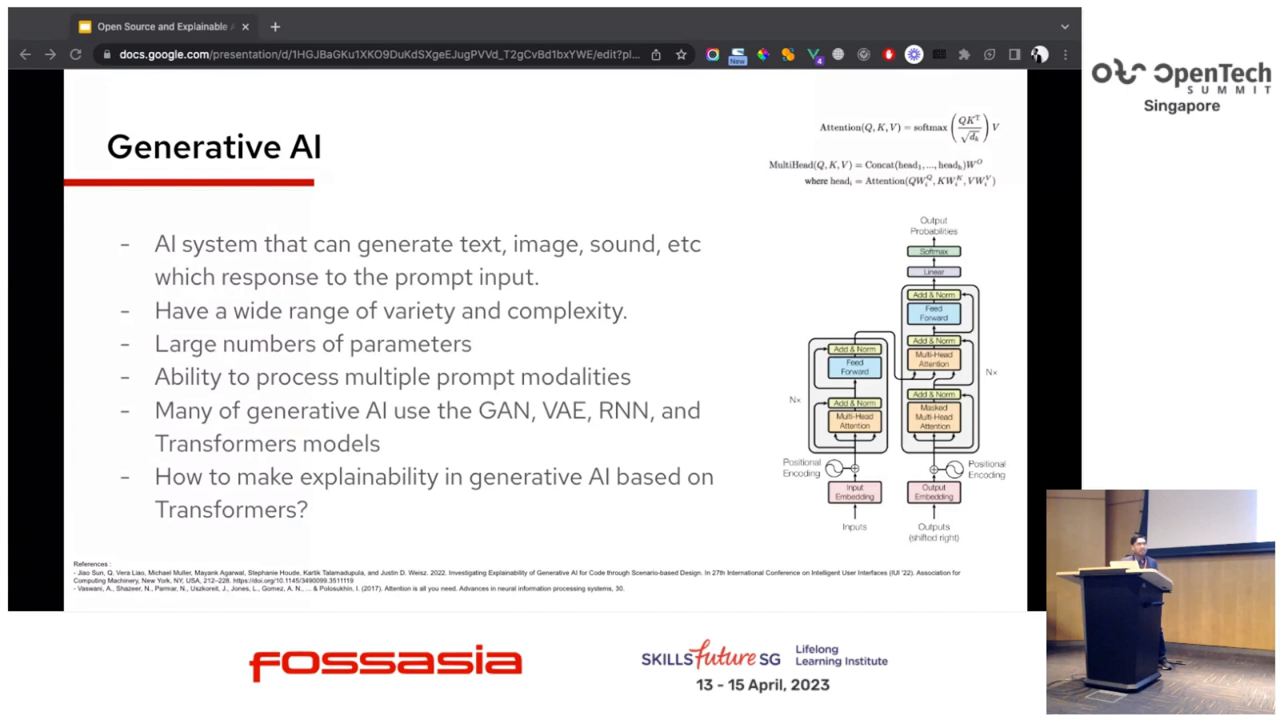 Open Source and Explainable A
docs.google.com/presentation/d/1HGJBaGKu1XKO9DuKdSXgeEJugPVVd_T2gCvBd1bxYWE/edit?pl...
New
4
OpenTech
SUMMIT
Singapore
Generative AI
Attention(Q, K, V) = softmax(QKᵀ/√dₖ)V
MultiHead(Q, K, V) = Concat(head₁, ..., headₕ)Wᴼ
where headᵢ = Attention(QWᵢQ, KWᵢK, VWᵢV)
- AI system that can generate text, image, sound, etc
which response to the prompt input.
- Have a wide range of variety and complexity.
- Large numbers of parameters
- Ability to process multiple prompt modalities
- Many of generative AI use the GAN, VAE, RNN, and
Transformers models
- How to make explainability in generative AI based on
Transformers?
Output
Probabilities
Softmax
Linear
Add & Norm
Feed
Forward
Add & Norm
Multi-Head
Attention
Add & Norm
Feed
Forward
N×
N×
Add & Norm
Masked
Multi-Head
Attention
Add & Norm
Multi-Head
Attention
Positional
Encoding
Positional
Encoding
Input
Embedding
Output
Embedding
Inputs
Outputs
(shifted right)
References :
- Jiao Sun, Q. Vera Liao, Michael Muller, Mayank Agarwal, Stephanie Houde, Kartik Talamadupula, and Justin D. Weisz. 2022. Investigating Explainability of Generative AI for Code through Scenario-based Design. In 27th International Conference on Intelligent User Interfaces (IUI '22). Association for
Computing Machinery, New York, NY, USA, 212–228. https://doi.org/10.1145/3490099.3511119
- Vaswani, A., Shazeer, N., Parmar, N., Uszkoreit, J., Jones, L., Gomez, A. N., ... & Polosukhin, I. (2017). Attention is all you need. Advances in neural information processing systems, 30.
fossasia
SKILLS future SG
Lifelong
Learning Institute
13 - 15 April, 2023